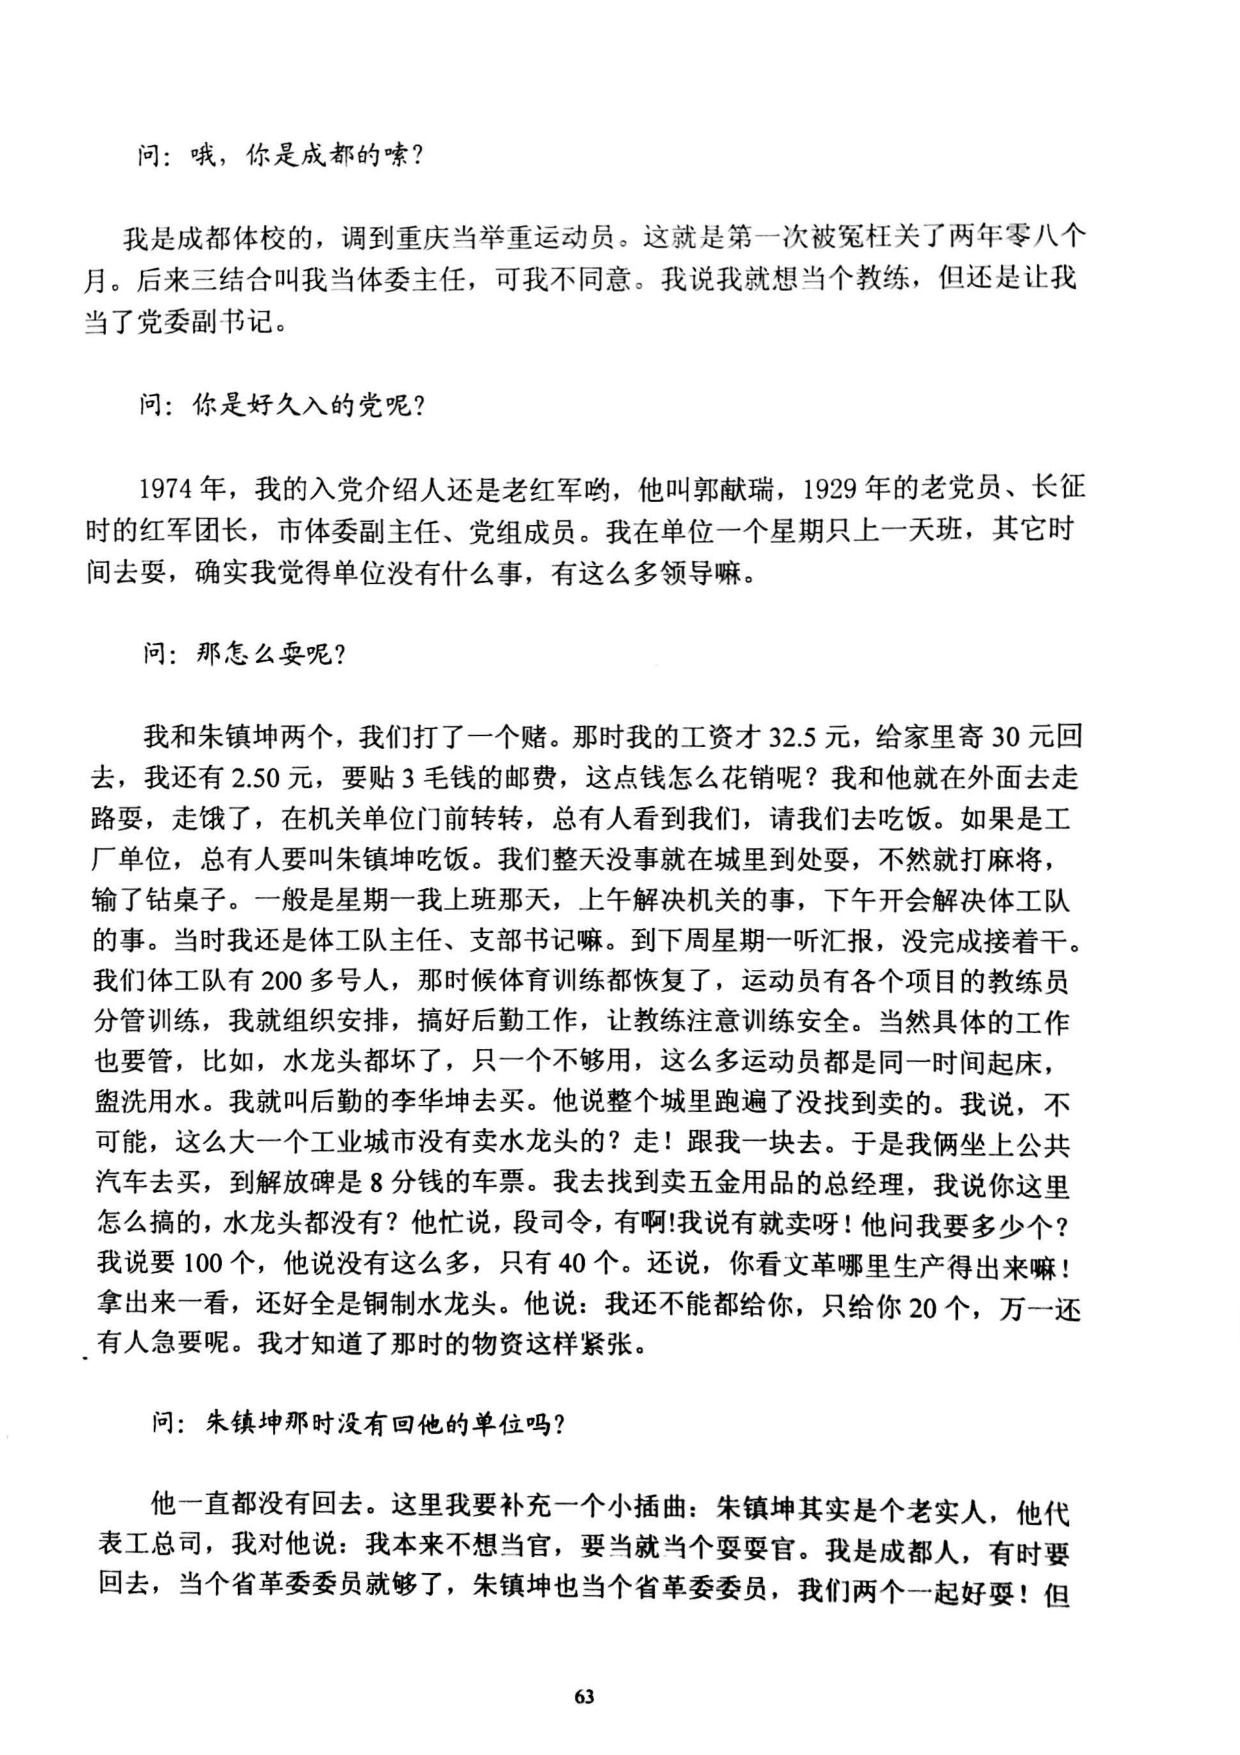 问：哦，你是成都的嗦？
我是成都体校的，调到重庆当举重运动员。这就是第一次被冤枉关了两年零八个
月。后来三结合叫我当体委主任，可我不同意。我说我就想当个教练，但还是让我
当了党委副书记。
问：你是好久入的党呢？
1974 年，我的入党介绍人还是老红军哟，他叫郭献瑞，1929 年的老党员、长征
时的红军团长，市体委副主任、党组成员。我在单位一个星期只上一天班，其它时
间去耍，确实我觉得单位没有什么事，有这么多领导嘛。
问：那怎么耍呢？
我和朱镇坤两个，我们打了一个赌。那时我的工资才 32.5 元，给家里寄 30 元回
去，我还有 2.50 元，要贴 3 毛钱的邮费，这点钱怎么花销呢？我和他就在外面去走
路耍，走饿了，在机关单位门前转转，总有人看到我们，请我们去吃饭。如果是工
厂单位，总有人要叫朱镇坤吃饭。我们整天没事就在城里到处耍，不然就打麻将，
输了钻桌子。一般是星期一我上班那天，上午解决机关的事，下午开会解决体工队
的事。当时我还是体工队主任、支部书记嘛。到下周星期一听汇报，没完成接着干。
我们体工队有 200 多号人，那时候体育训练都恢复了，运动员有各个项目的教练员
分管训练，我就组织安排，搞好后勤工作，让教练注意训练安全。当然具体的工作
也要管，比如，水龙头都坏了，只一个不够用，这么多运动员都是同一时间起床，
盥洗用水。我就叫后勤的李华坤去买。他说整个城里跑遍了没找到卖的。我说，不
可能，这么大一个工业城市没有卖水龙头的？走！跟我一块去。于是我俩坐上公共
汽车去买，到解放碑是 8 分钱的车票。我去找到卖五金用品的总经理，我说你这里
怎么搞的，水龙头都没有？他忙说，段司令，有啊!我说有就卖呀！他问我要多少个？
我说要 100 个，他说没有这么多，只有 40 个。还说，你看文革哪里生产得出来嘛！
拿出来一看，还好全是铜制水龙头。他说：我还不能都给你，只给你 20 个，万一还
有人急要呢。我才知道了那时的物资这样紧张。
问：朱镇坤那时没有回他的单位吗？
他一直都没有回去。这里我要补充一个小插曲：朱镇坤其实是个老实人，他代
表工总司，我对他说：我本来不想当官，要当就当个耍耍官。我是成都人，有时要
回去，当个省革委委员就够了，朱镇坤也当个省革委委员，我们两个一起好耍！但
63